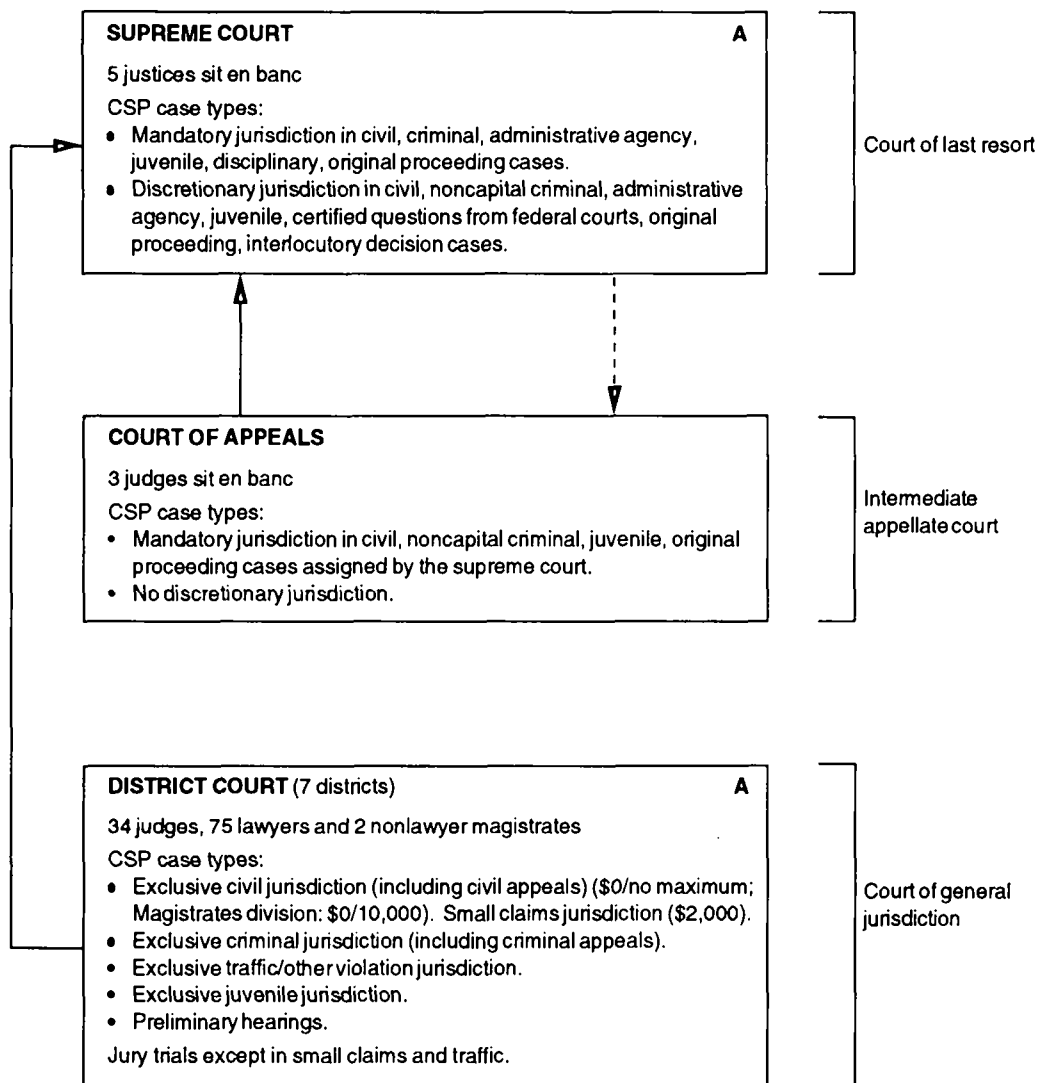 SUPREME COURT A
5 justices sit en banc
CSP case types:
• Mandatory jurisdiction in civil, criminal, administrative agency,
juvenile, disciplinary, original proceeding cases.
• Discretionary jurisdiction in civil, noncapital criminal, administrative
agency, juvenile, certified questions from federal courts, original
proceeding, interlocutory decision cases.
Court of last resort
COURT OF APPEALS
3 judges sit en banc
CSP case types:
• Mandatory jurisdiction in civil, noncapital criminal, juvenile, original
proceeding cases assigned by the supreme court.
• No discretionary jurisdiction.
Intermediate
appellate court
DISTRICT COURT (7 districts) A
34 judges, 75 lawyers and 2 nonlawyer magistrates
CSP case types:
• Exclusive civil jurisdiction (including civil appeals) ($0/no maximum;
Magistrates division: $0/10,000). Small claims jurisdiction ($2,000).
• Exclusive criminal jurisdiction (including criminal appeals).
• Exclusive traffic/other violation jurisdiction.
• Exclusive juvenile jurisdiction.
• Preliminary hearings.
Jury trials except in small claims and traffic.
Court of general
jurisdiction